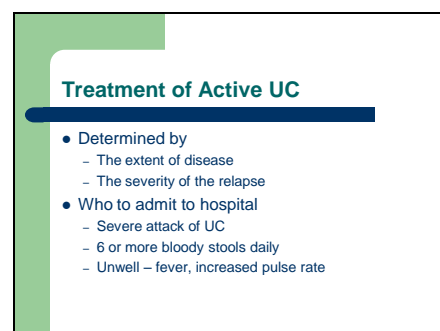 Treatment of Active UC
● Determined by
– The extent of disease
– The severity of the relapse
● Who to admit to hospital
– Severe attack of UC
– 6 or more bloody stools daily
– Unwell – fever, increased pulse rate